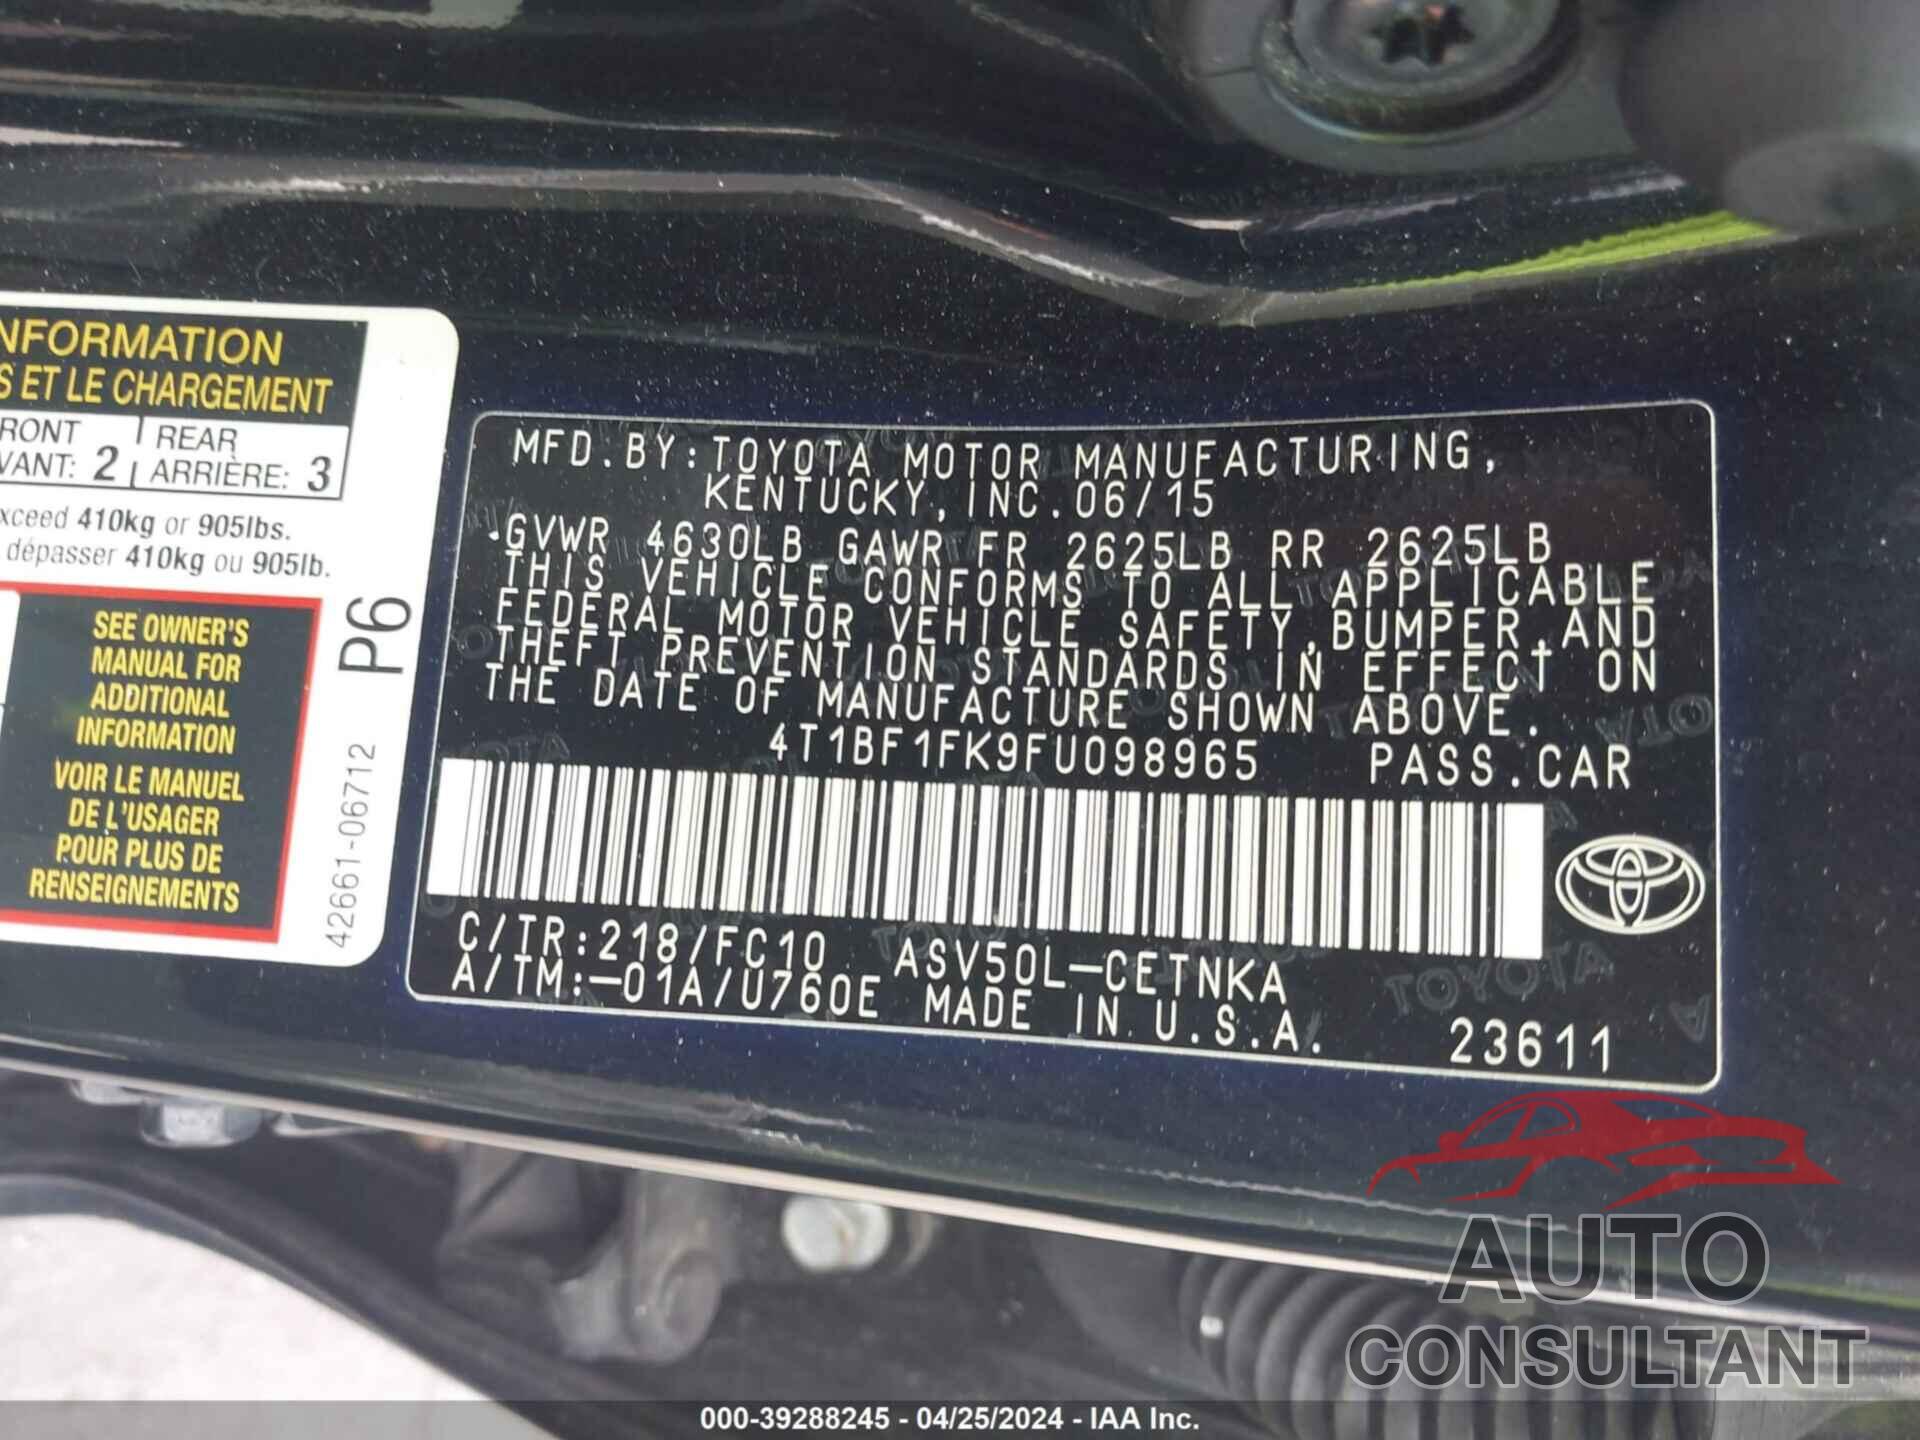 NFORMATION
S ET LE CHARGEMENT
RONT 2 REAR
VANT: ARRIÈRE: 3
xceed 410kg or 905lbs.
dépasser 410kg ou 905lb.
SEE OWNER'S
MANUAL FOR
ADDITIONAL
INFORMATION
VOIR LE MANUEL
DE L'USAGER
POUR PLUS DE
RENSEIGNEMENTS
P6
42661-06712
MFD.BY:TOYOTA MOTOR MANUFACTURING,
KENTUCKY,INC.06/15
GVWR 4630LB GAWR FR 2625LB RR 2625LB
THIS VEHICLE CONFORMS TO ALL APPLICABLE
FEDERAL MOTOR VEHICLE SAFETY,BUMPER,AND
THEFT PREVENTION STANDARDS IN EFFECT ON
THE DATE OF MANUFACTURE SHOWN ABOVE.
4T1BF1FK9FU098965 PASS.CAR
C/TR:218/FC10 ASV50L-CETNKA
A/TM:-01A/U760E MADE IN U.S.A.
23611
AUTO
CONSULTANT
000-39288245 - 04/25/2024 - IAA Inc.